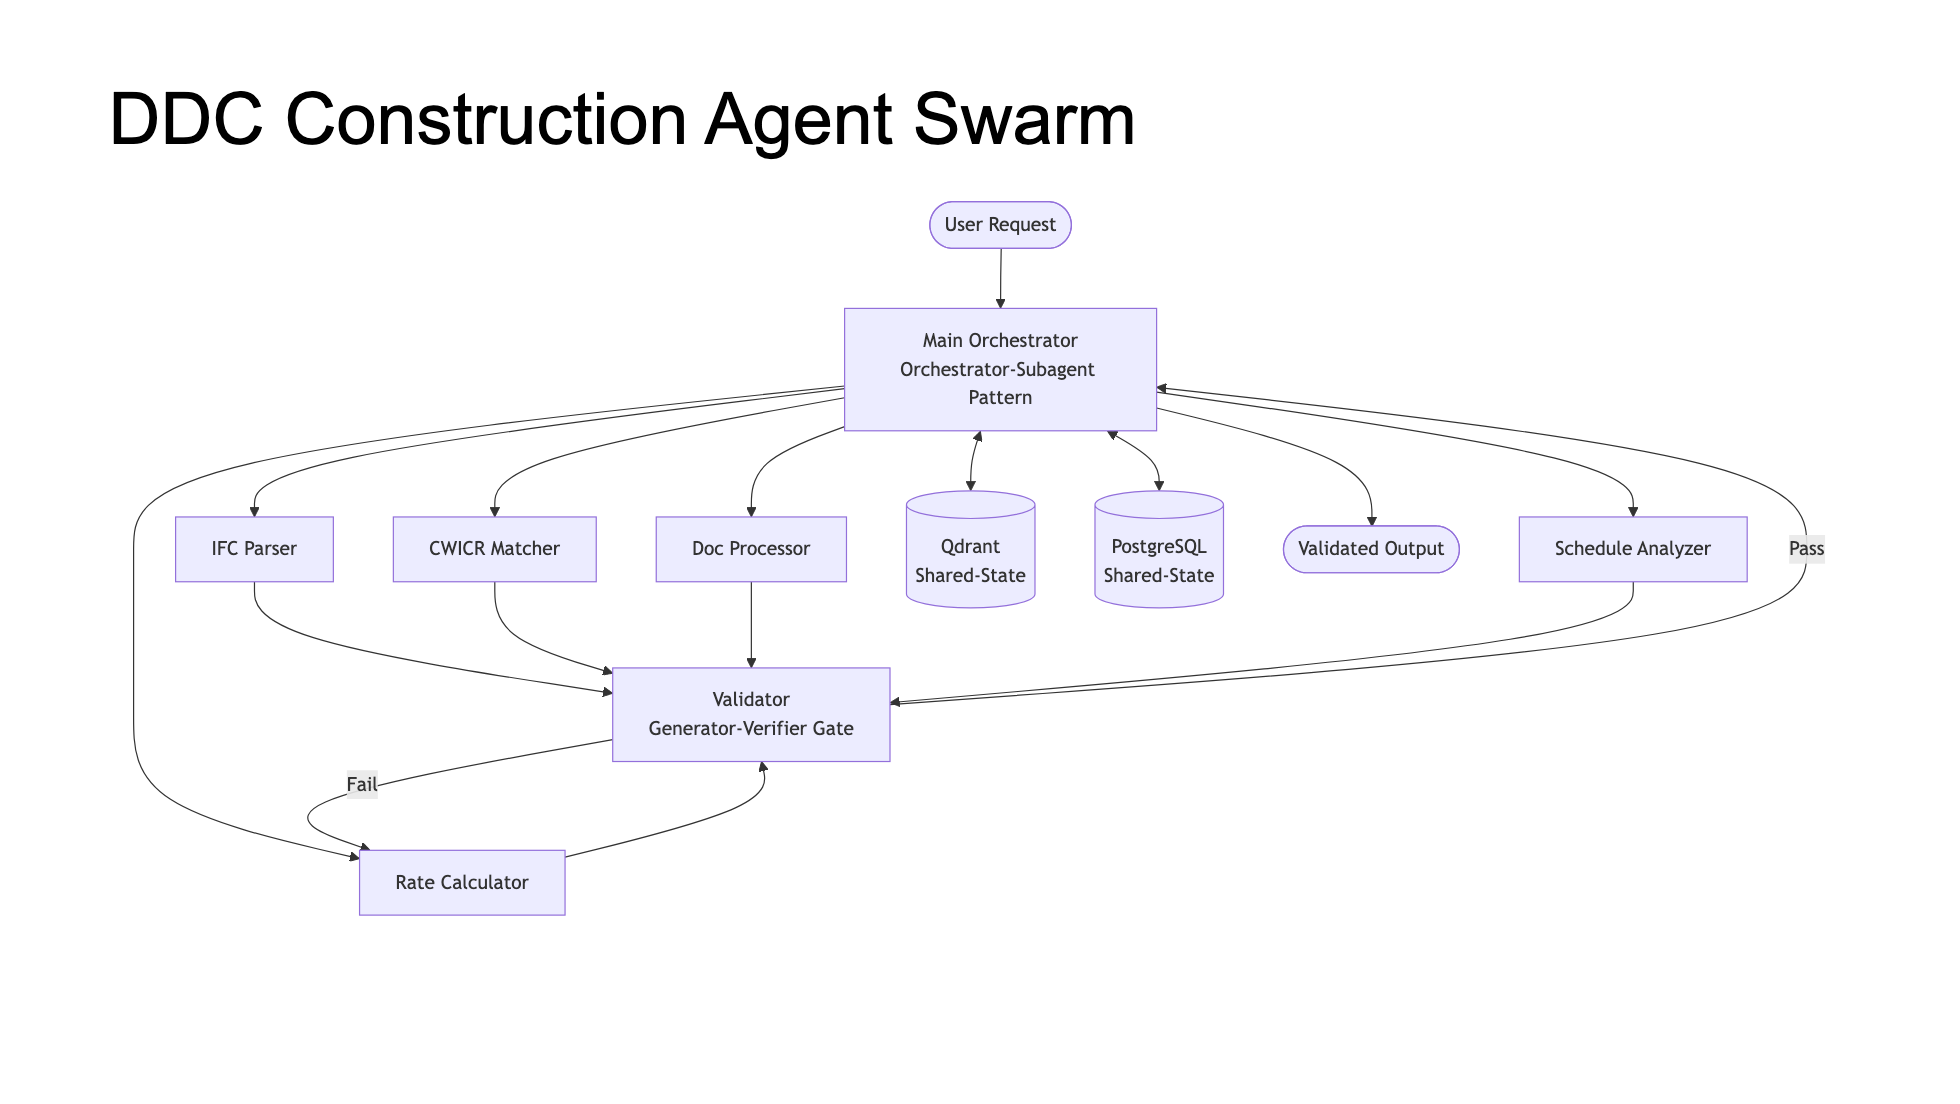 DDC Construction Agent Swarm
User Request
Main Orchestrator
Orchestrator-Subagent
Pattern
IFC Parser
CWICR Matcher
Doc Processor
Qdrant
Shared-State
PostgreSQL
Shared-State
Validated Output
Schedule Analyzer
Pass
Validator
Generator-Verifier Gate
Fail
Rate Calculator